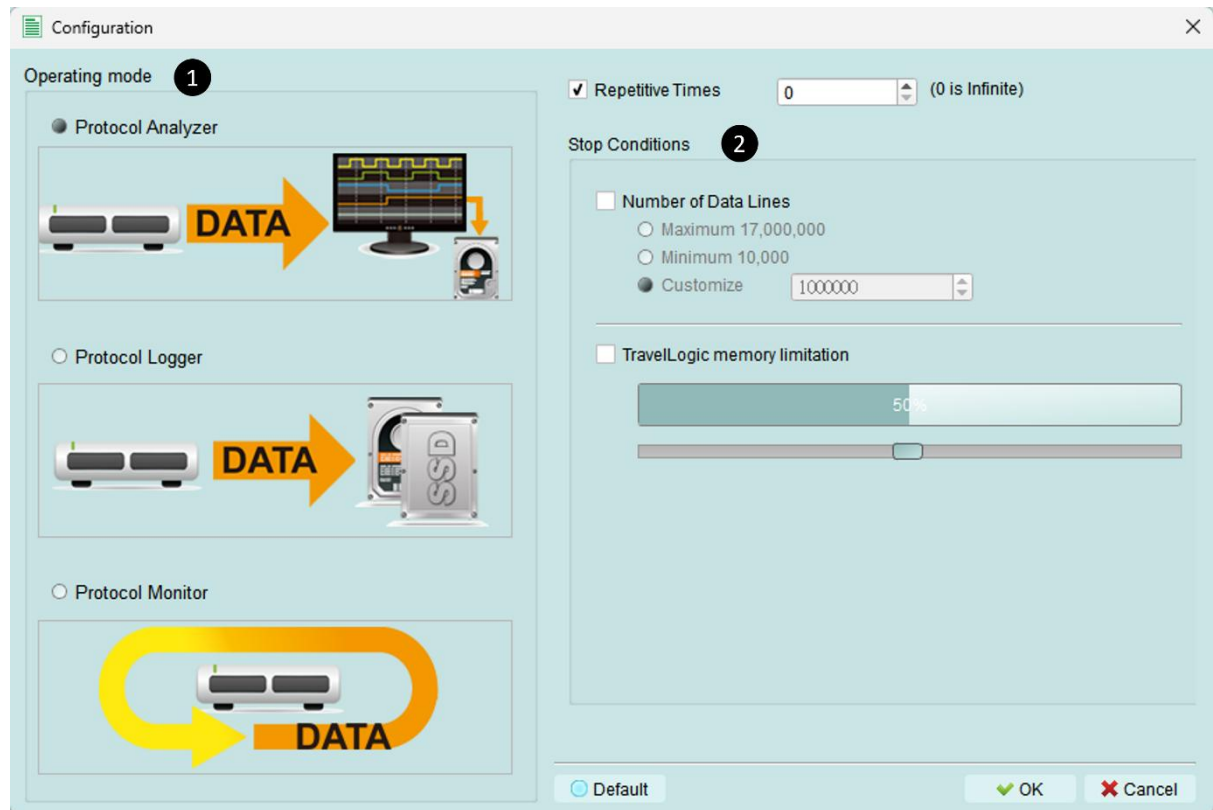 Configuration
Operating mode 1
Protocol Analyzer
DATA
Protocol Logger
DATA
SSD
Protocol Monitor
DATA
Repetitive Times 0 (0 is Infinite)
Stop Conditions 2
Number of Data Lines
Maximum 17,000,000
Minimum 10,000
Customize 1000000
TravelLogic memory limitation
50%
Default OK Cancel